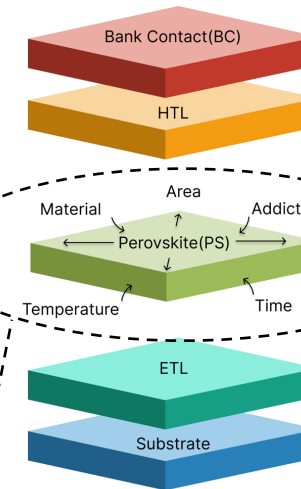 Bank Contact(BC)
HTL
Area
Material
Addict
Perovskite(PS)
Temperature
Time
ETL
Substrate